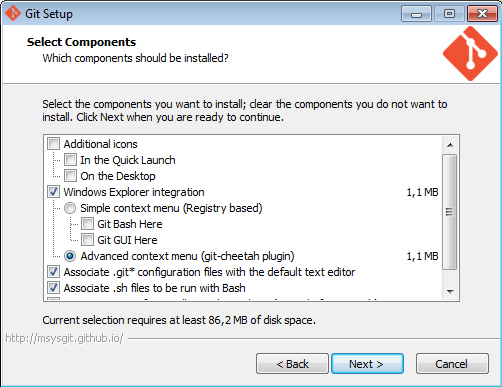 Git Setup
Select Components
Which components should be installed?
Select the components you want to install; clear the components you do not want to
install. Click Next when you are ready to continue.
Additional icons
In the Quick Launch
On the Desktop
Windows Explorer integration 1,1 MB
Simple context menu (Registry based)
Git Bash Here
Git GUI Here
Advanced context menu (git-cheetah plugin) 1,1 MB
Associate .git* configuration files with the default text editor
Associate .sh files to be run with Bash
Current selection requires at least 86,2 MB of disk space.
http://msysgit.github.io/
< Back
Next >
Cancel